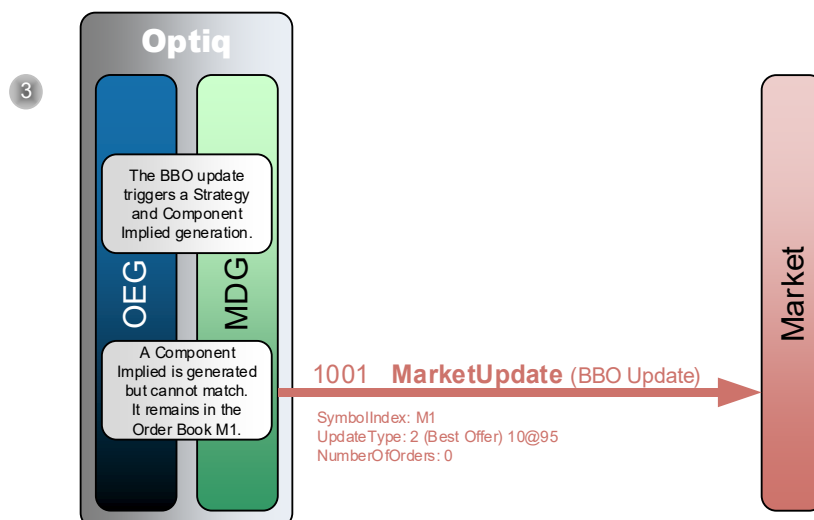 Optiq
3
The BBO update
triggers a Strategy
and Component
Implied generation.
OEG
MDG
A Component
Implied is generated
but cannot match.
It remains in the
Order Book M1.
1001 MarketUpdate (BBO Update)
SymbolIndex: M1
UpdateType: 2 (Best Offer) 10@95
NumberOfOrders: 0
Market